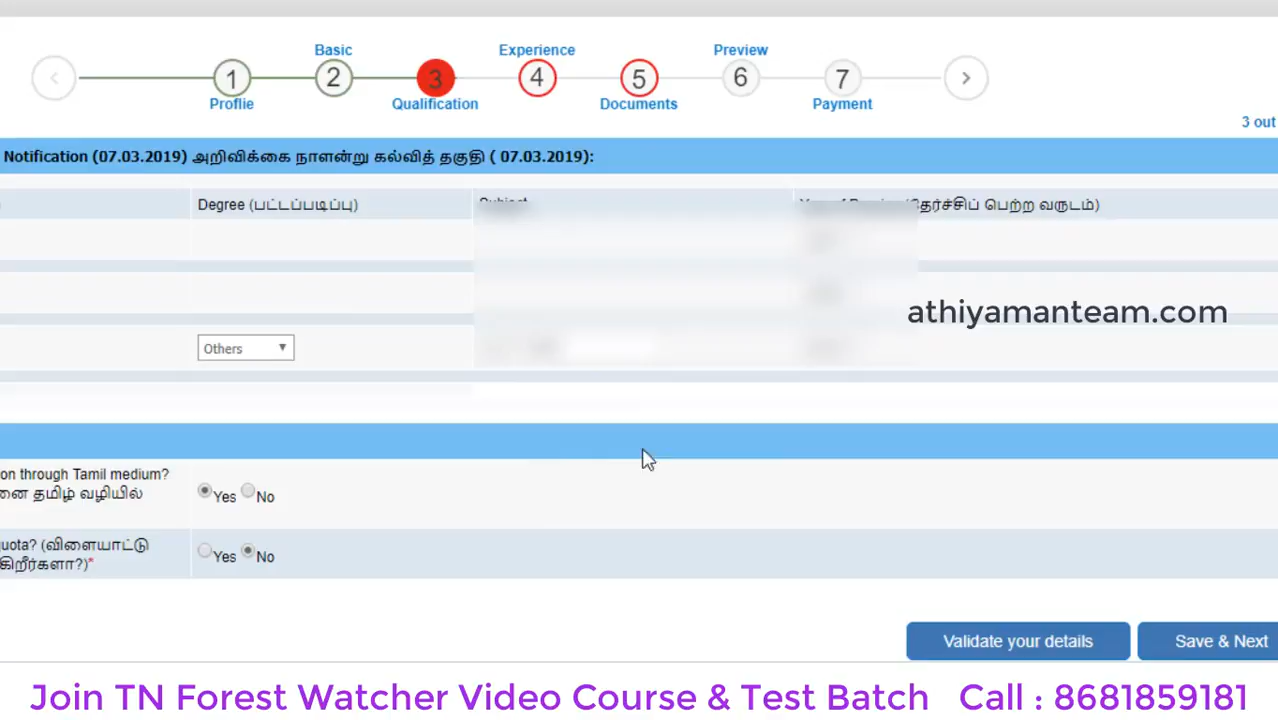 Basic Experience Preview
1 2 3 4 5 6 7
Proflie Qualification Documents Payment
3 out
Notification (07.03.2019) அறிவிக்கை நாளன்று கல்வித் தகுதி ( 07.03.2019):
Degree (பட்டப்படிப்பு) தேர்ச்சிப் பெற்ற வருடம்)
athiyamanteam.com
Others
on through Tamil medium?
னை தமிழ் வழியில்
Yes No
quota? (விளையாட்டு
கிறீர்களா?)*
Yes No
Validate your details Save & Next
Join TN Forest Watcher Video Course & Test Batch Call : 8681859181